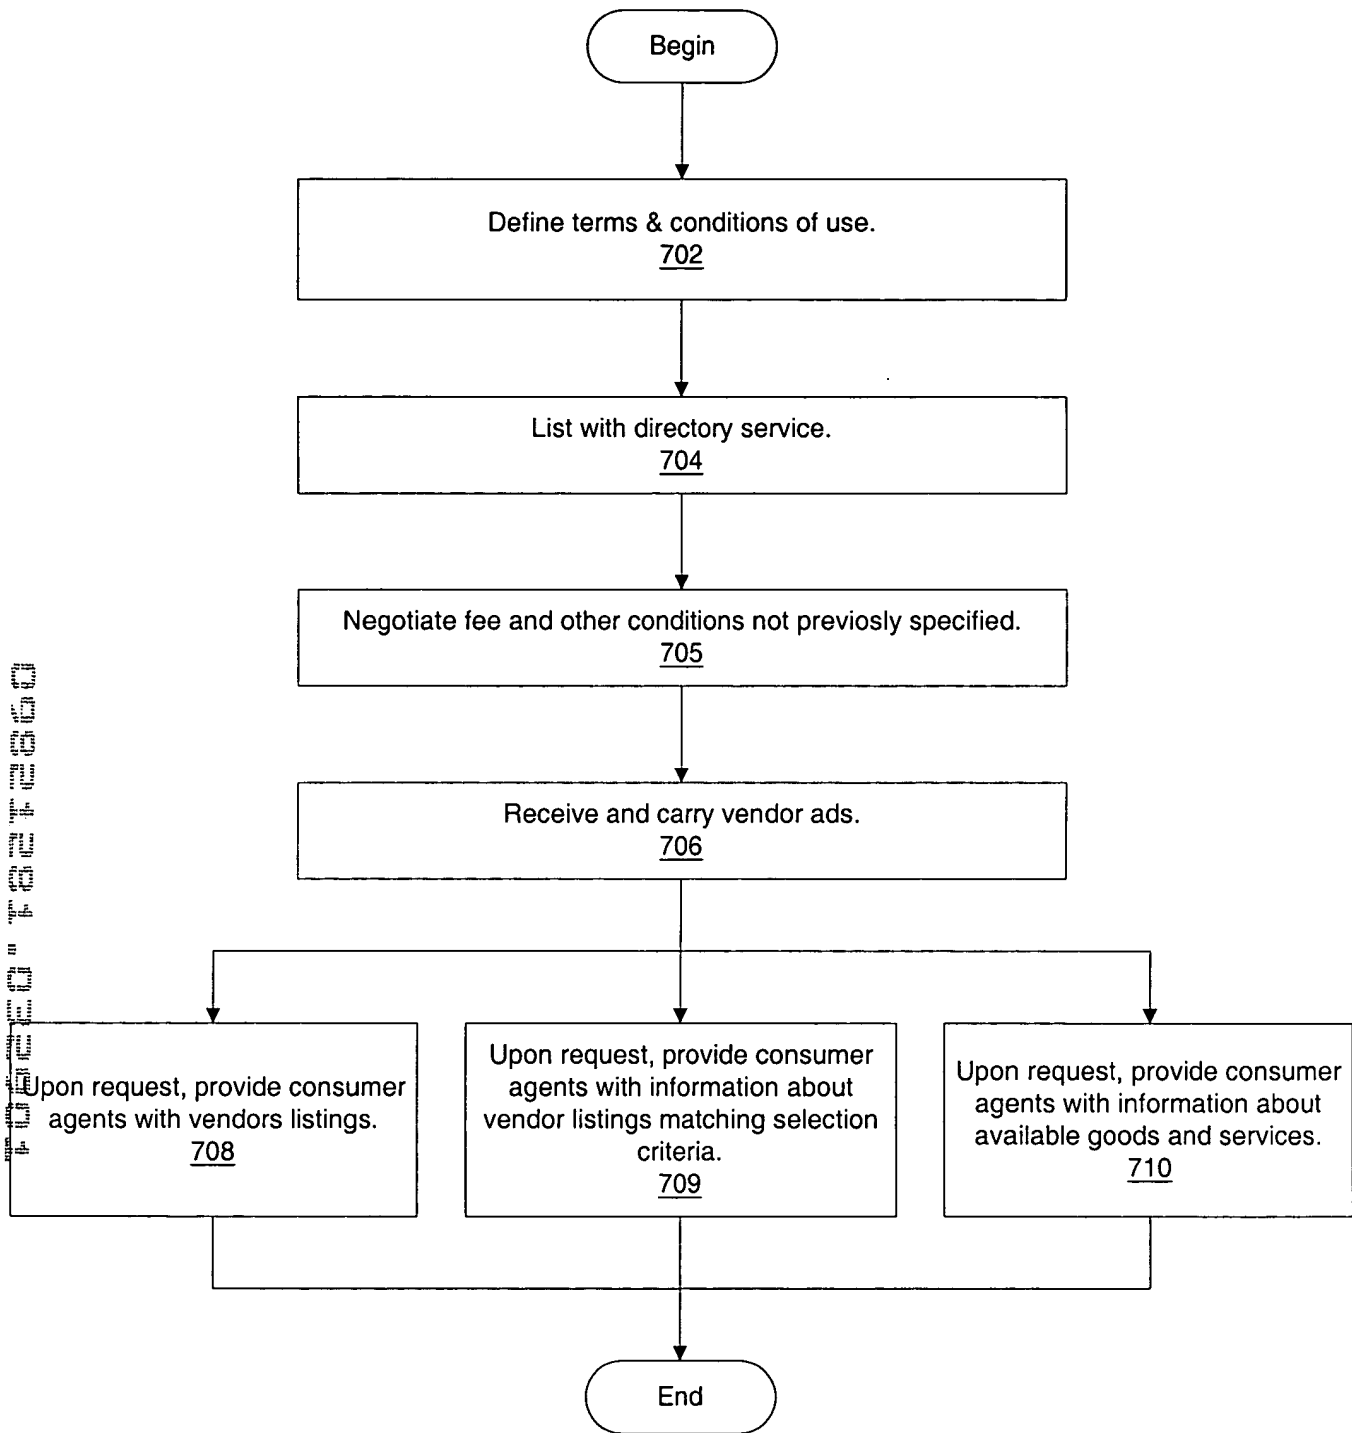 Begin
Define terms & conditions of use.
702
List with directory service.
704
Negotiate fee and other conditions not previosly specified.
705
Receive and carry vendor ads.
706
Upon request, provide consumer
agents with vendors listings.
708
Upon request, provide consumer
agents with information about
vendor listings matching selection
criteria.
709
Upon request, provide consumer
agents with information about
available goods and services.
710
End